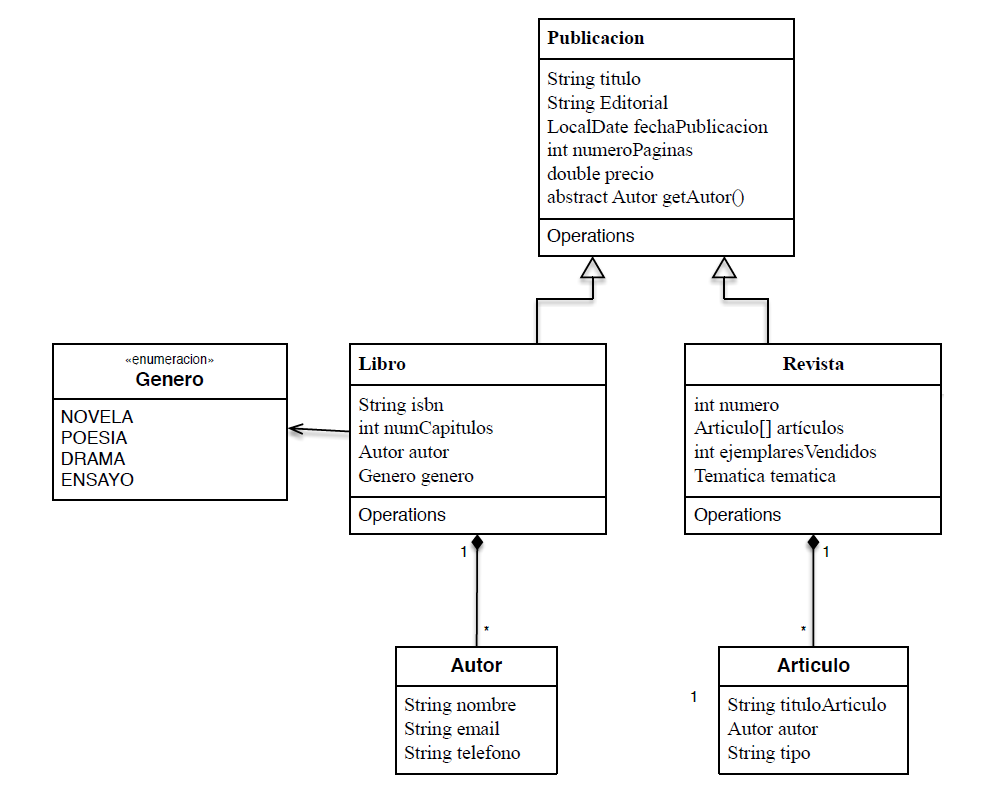 Publicacion
String titulo
String Editorial
LocalDate fechaPublicacion
int numeroPaginas
double precio
abstract Autor getAutor()
Operations
«enumeracion»
Genero
NOVELA
POESIA
DRAMA
ENSAYO
Libro
String isbn
int numCapitulos
Autor autor
Genero genero
Operations
Revista
int numero
Articulo[] artículos
int ejemplaresVendidos
Tematica tematica
Operations
1
*
1
*
Autor
String nombre
String email
String telefono
1
Articulo
String tituloArticulo
Autor autor
String tipo